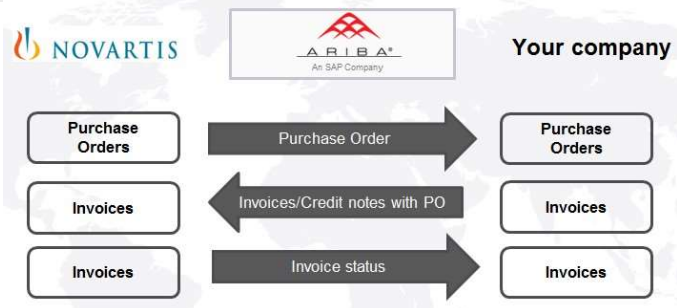 NOVARTIS
ARIBA®
An SAP Company
Your company
Purchase
Orders
Purchase Order
Purchase
Orders
Invoices
Invoices/Credit notes with PO
Invoices
Invoices
Invoice status
Invoices